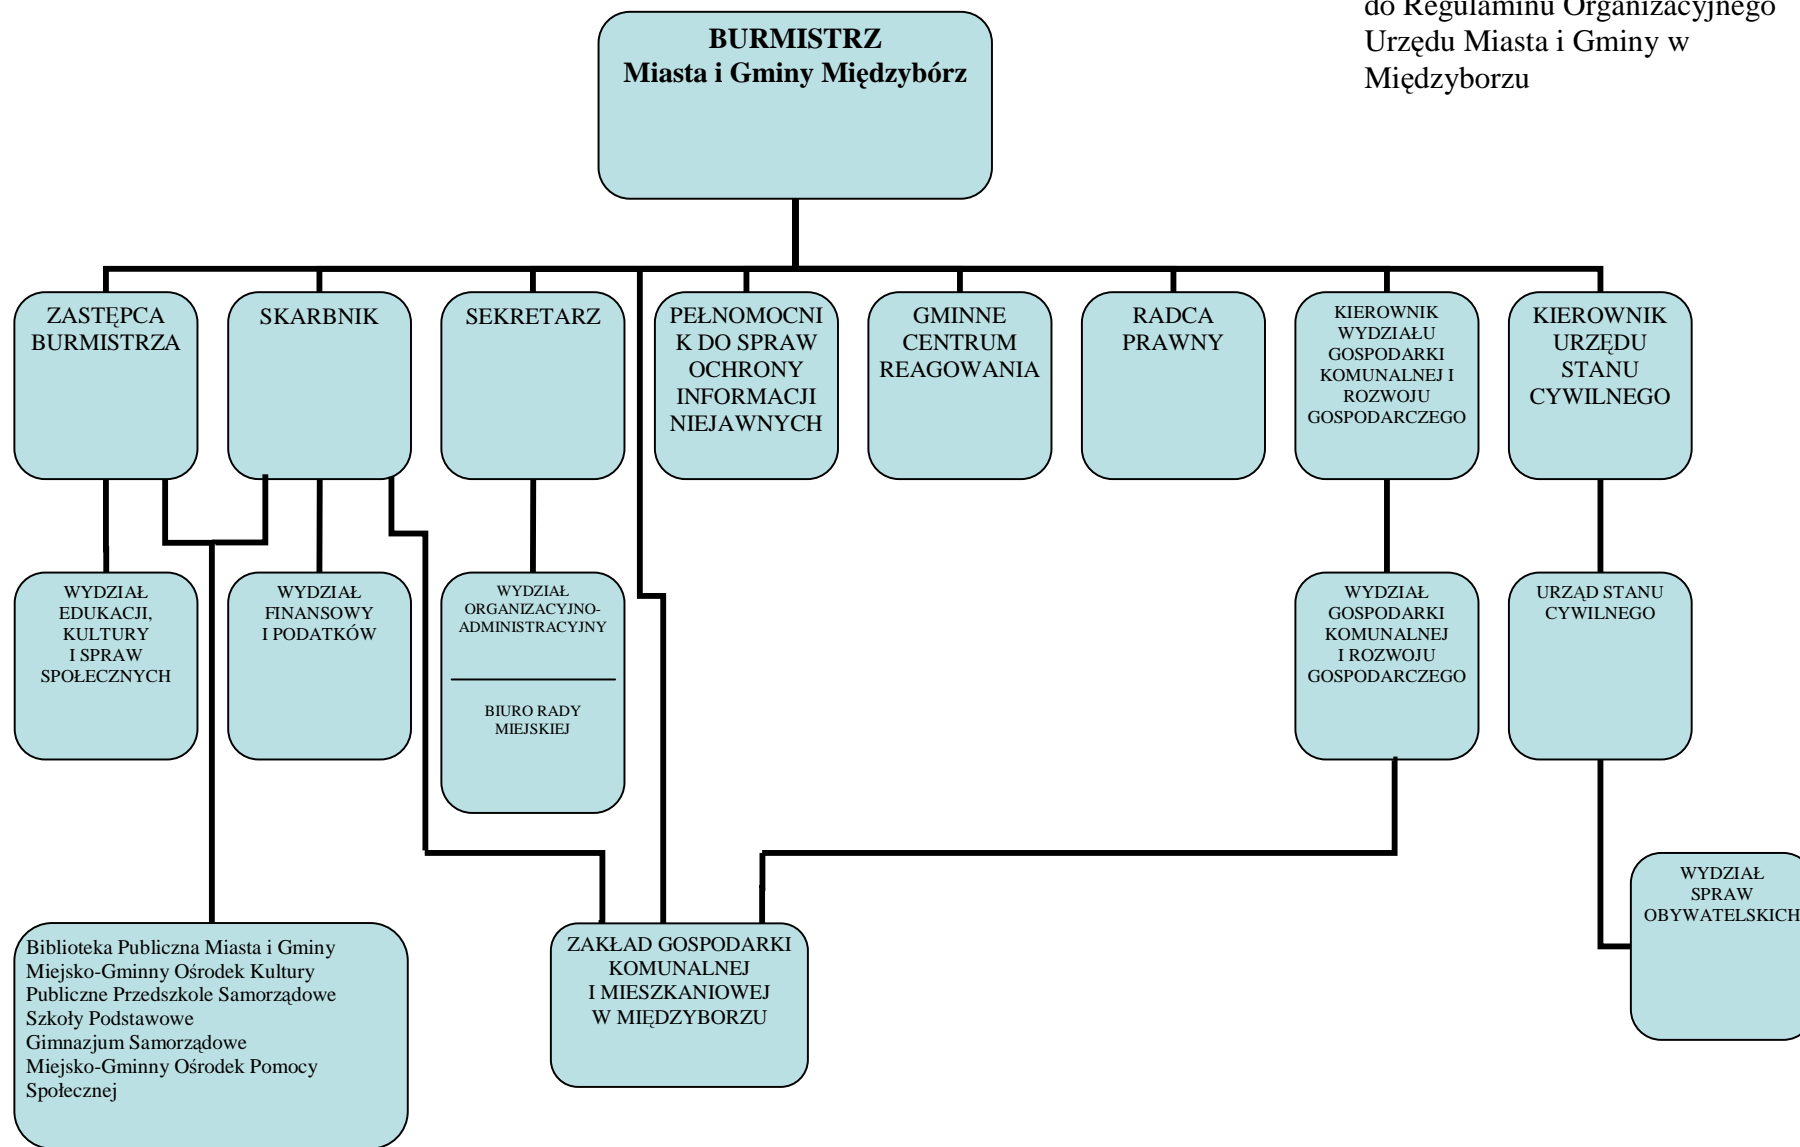 do Regulaminu Organizacyjnego
Urzędu Miasta i Gminy w
Międzyborzu
BURMISTRZ
Miasta i Gminy Międzybórz
ZASTĘPCA
BURMISTRZA
SKARBNIK
SEKRETARZ
PEŁNOMOCNI
K DO SPRAW
OCHRONY
INFORMACJI
NIEJAWNYCH
GMINNE
CENTRUM
REAGOWANIA
RADCA
PRAWNY
KIEROWNIK
WYDZIAŁU
GOSPODARKI
KOMUNALNEJ I
ROZWOJU
GOSPODARCZEGO
KIEROWNIK
URZĘDU
STANU
CYWILNEGO
WYDZIAŁ
EDUKACJI,
KULTURY
I SPRAW
SPOŁECZNYCH
WYDZIAŁ
FINANSOWY
I PODATKÓW
WYDZIAŁ
ORGANIZACYJNO-
ADMINISTRACYJNY
BIURO RADY
MIEJSKIEJ
WYDZIAŁ
GOSPODARKI
KOMUNALNEJ
I ROZWOJU
GOSPODARCZEGO
URZĄD STANU
CYWILNEGO
WYDZIAŁ
SPRAW
OBYWATELSKICH
Biblioteka Publiczna Miasta i Gminy
Miejsko-Gminny Ośrodek Kultury
Publiczne Przedszkole Samorządowe
Szkoły Podstawowe
Gimnazjum Samorządowe
Miejsko-Gminny Ośrodek Pomocy
Społecznej
ZAKŁAD GOSPODARKI
KOMUNALNEJ
I MIESZKANIOWEJ
W MIĘDZYBORZU